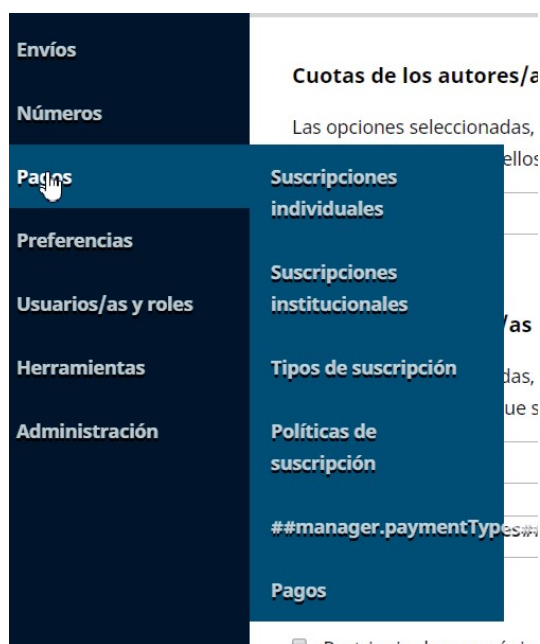 Envíos
Números
Pagos
Preferencias
Usuarios/as y roles
Herramientas
Administración
Suscripciones
individuales
Suscripciones
institucionales
Tipos de suscripción
Políticas de
suscripción
##manager.paymentTypes##
Pagos
Cuotas de los autores/a
Las opciones seleccionadas,
ellos
/as
das,
ue s